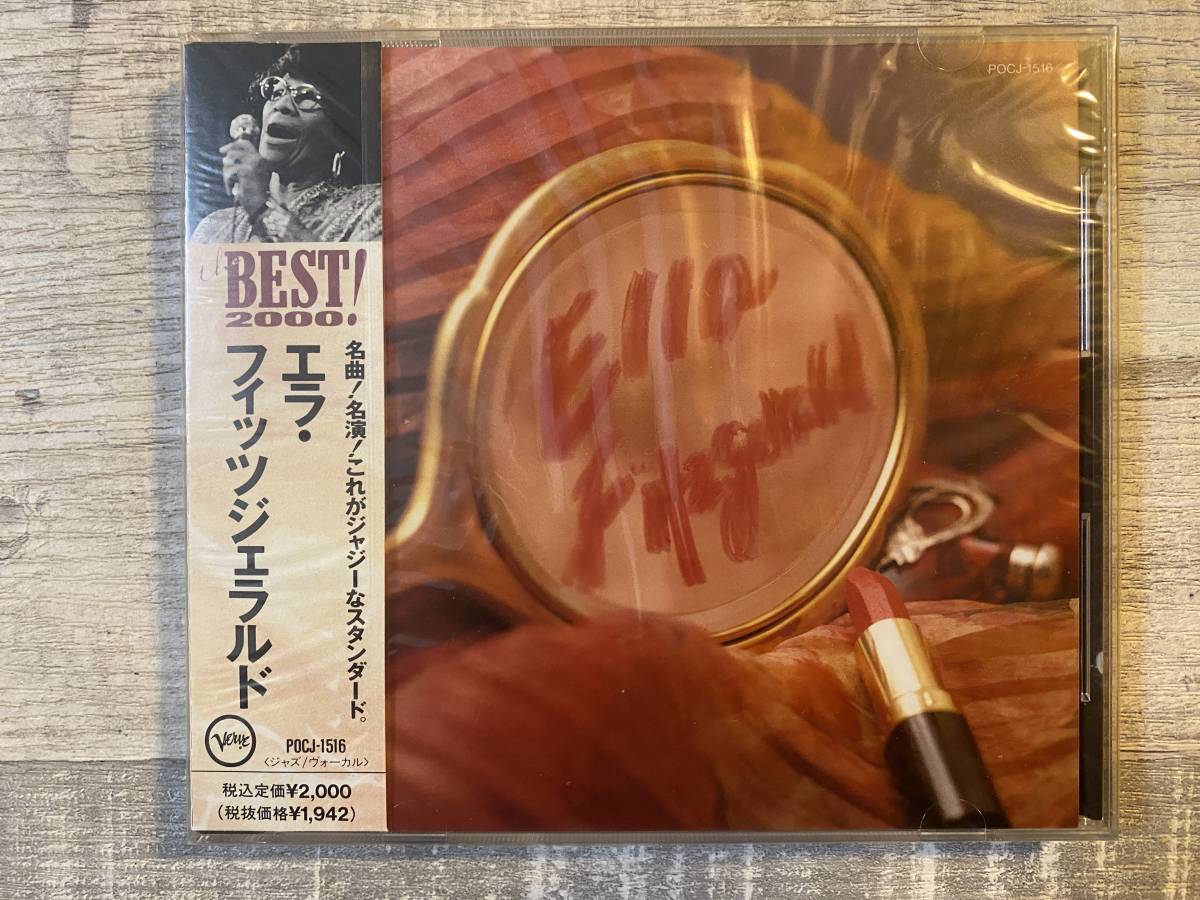 BEST!
2000!
名曲!名演!これがジャジーなスタンダード。
エラ・
フィッツジェラルド
Verve
POCJ-1516
〈ジャズ/ヴォーカル〉
税込定価¥2,000
(税抜価格¥1,942)
POCJ-1516
Ella
Fitzgerald